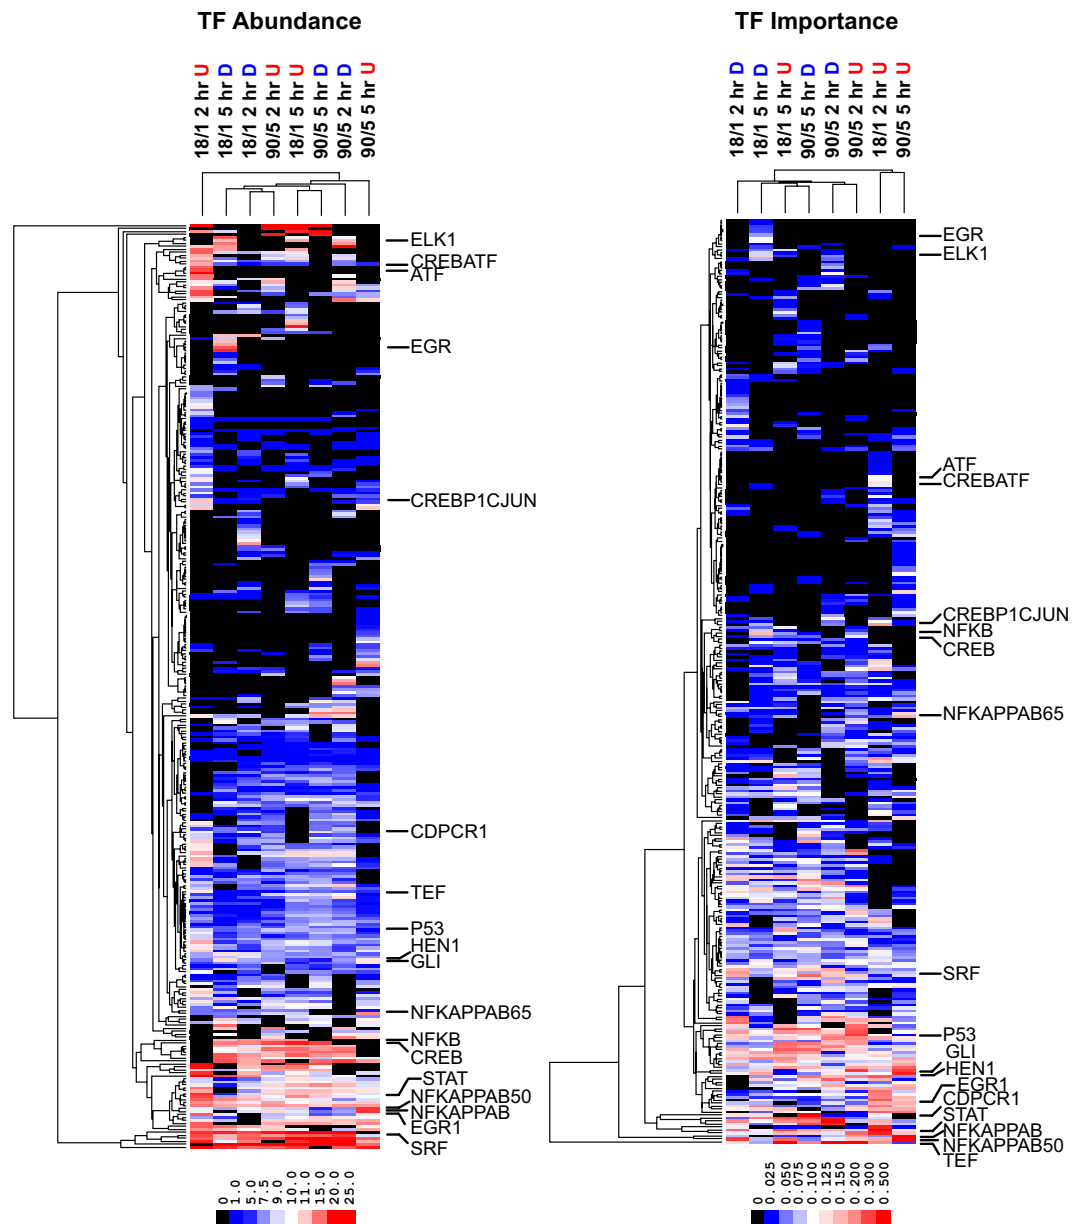 TF Abundance
18/1 2 hr U
18/1 5 hr D
18/1 2 hr D
90/5 2 hr U
18/1 5 hr U
90/5 5 hr D
90/5 2 hr D
90/5 5 hr U
ELK1
CREBATF
ATF
EGR
CREBP1CJUN
CDPCR1
TEF
P53
HEN1
GLI
NFKAPPAB65
NFKB
CREB
STAT
NFKAPPAB50
NFKAPPAB
EGR1
SRF
0
1.0
5.0
7.5
9.0
10.0
11.0
15.0
20.0
25.0
TF Importance
18/1 2 hr D
18/1 5 hr D
18/1 5 hr U
90/5 5 hr D
90/5 2 hr D
90/5 2 hr U
18/1 2 hr U
90/5 5 hr U
EGR
ELK1
ATF
CREBATF
CREBP1CJUN
NFKB
CREB
NFKAPPAB65
SRF
P53
GLI
HEN1
EGR1
CDPCR1
STAT
NFKAPPAB
NFKAPPAB50
TEF
0
0.025
0.050
0.075
0.100
0.125
0.150
0.200
0.300
0.500